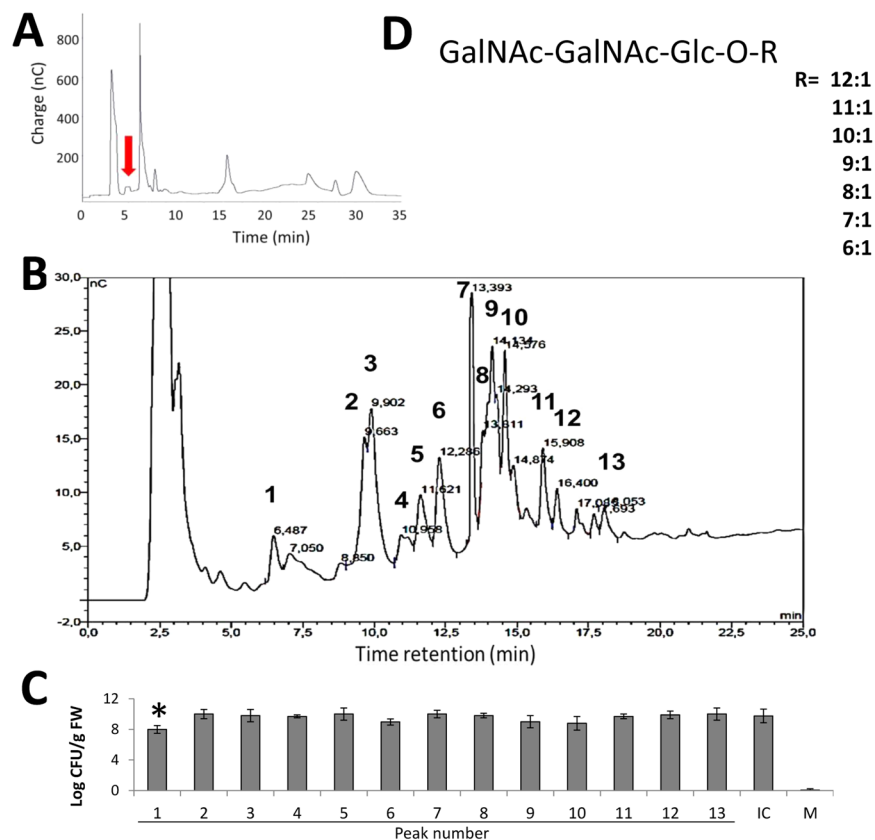 A
Charge (nC)
800
600
400
200
0 5 10 15 20 25 30 35
Time (min)
D
GalNAc-GalNAc-Glc-O-R
R= 12:1
11:1
10:1
9:1
8:1
7:1
6:1
B
nC
30,0
25,0
20,0
15,0
10,0
5,0
-2,0
1 2 3 4 5 6 7 8 9 10 11 12 13
6,487
7,050
8,850
9,663
9,902
10,958
11,621
12,286
13,393
13,811
14,134
14,293
14,576
14,874
15,908
16,400
min
0,0 2,5 5,0 7,5 10,0 12,5 15,0 17,5 20,0 22,5 25,0
Time retention (min)
C
Log CFU/g FW
12
8
4
0
*
1 2 3 4 5 6 7 8 9 10 11 12 13 IC M
Peak number